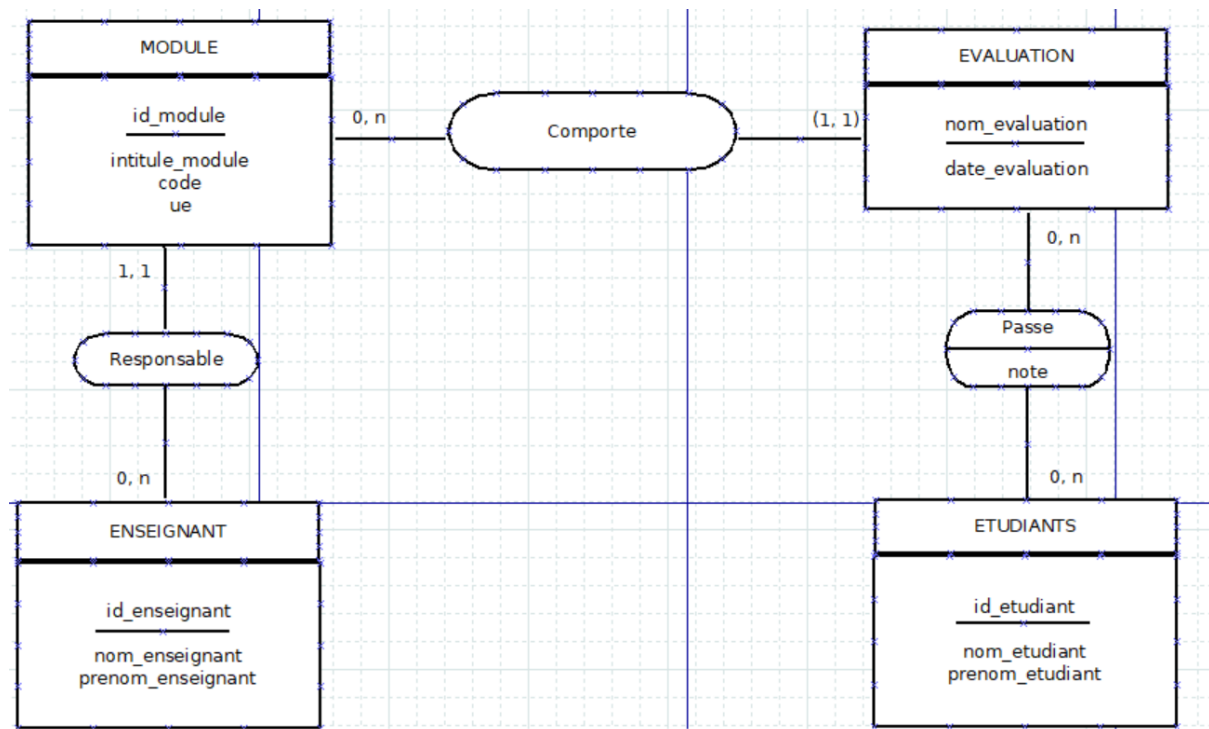 MODULE
id_module
intitule_module
code
ue
0, n
Comporte
(1, 1)
EVALUATION
nom_evaluation
date_evaluation
1, 1
Responsable
0, n
0, n
Passe
note
0, n
ENSEIGNANT
id_enseignant
nom_enseignant
prenom_enseignant
ETUDIANTS
id_etudiant
nom_etudiant
prenom_etudiant